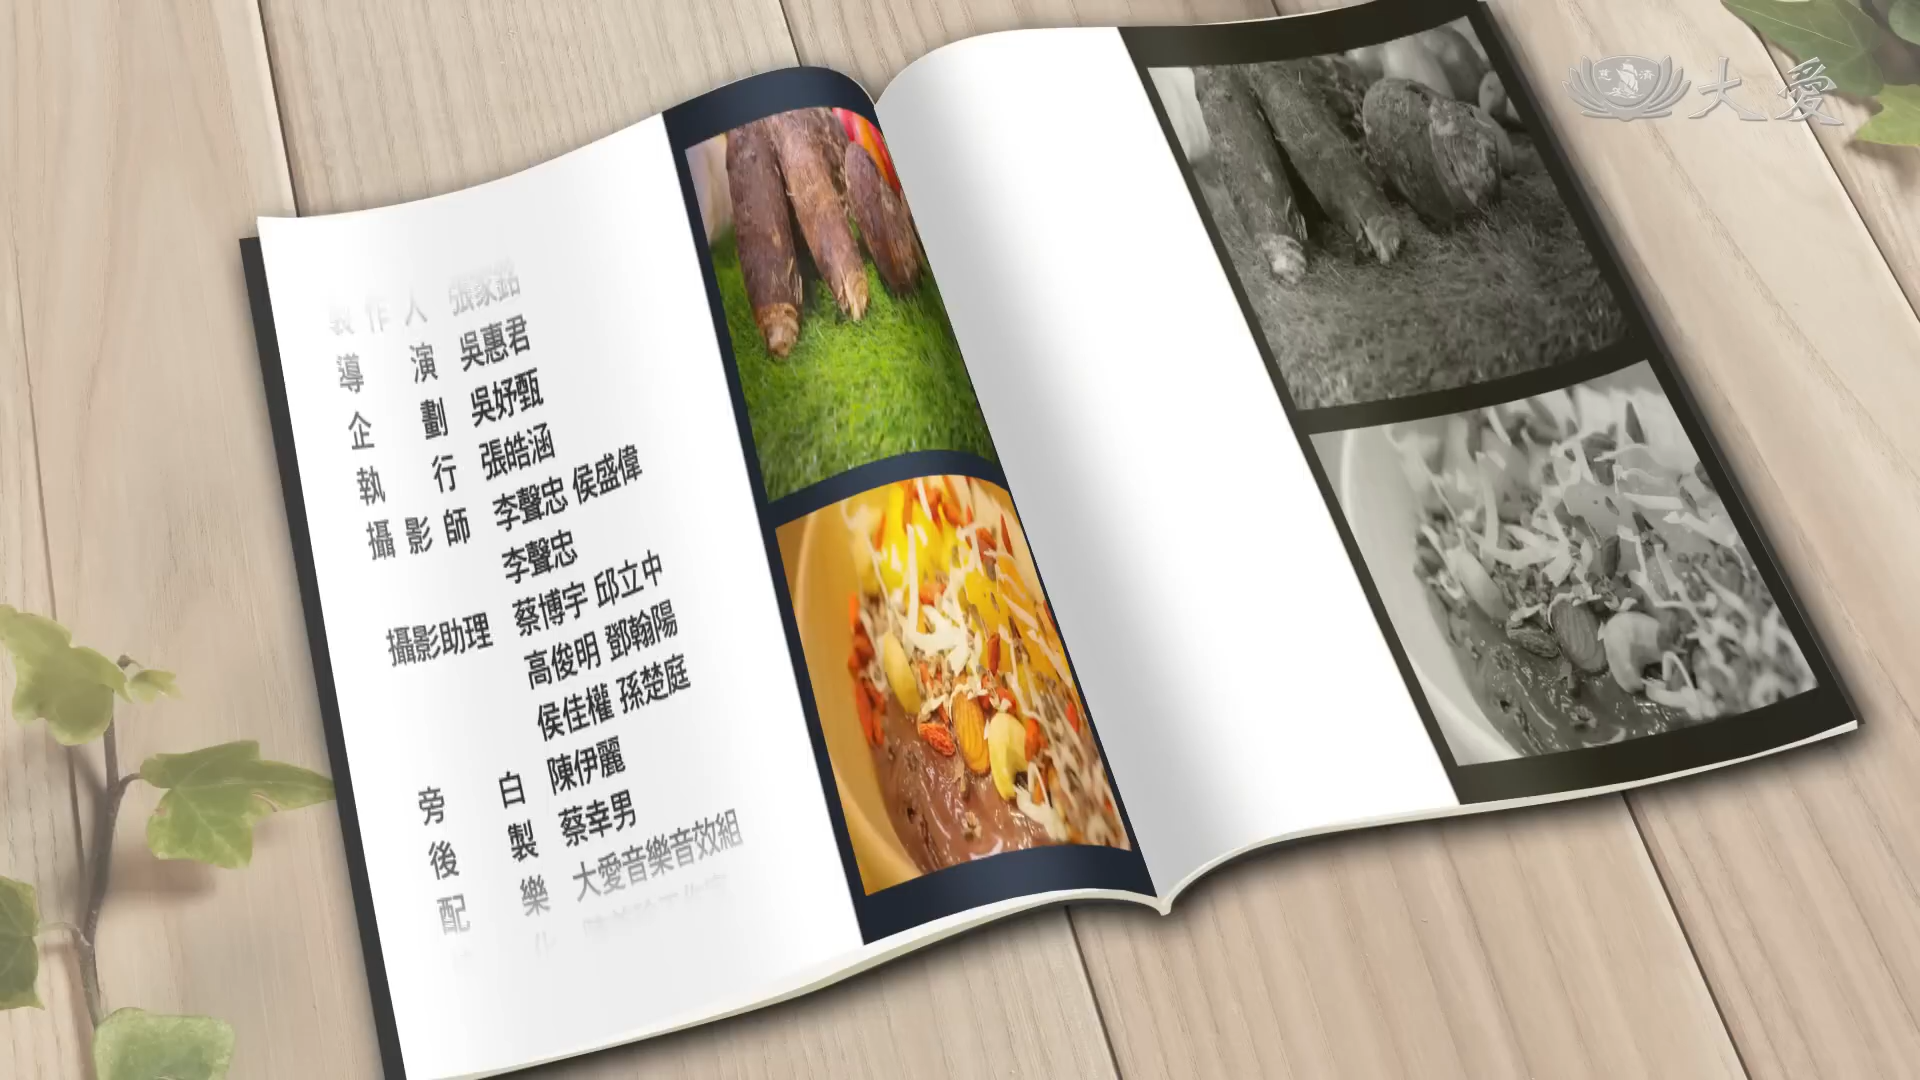 製作人 張家銘
導演 吳惠君
企劃 吳妤甄
執行 張皓涵
攝影師 李聲忠 侯盛偉
李聲忠
攝影助理 蔡博宇 邱立中
高俊明 鄧翰陽
侯佳權 孫楚庭
旁白 陳伊麗
後製 蔡幸男
配樂 大愛音樂音效組
慈濟
大愛